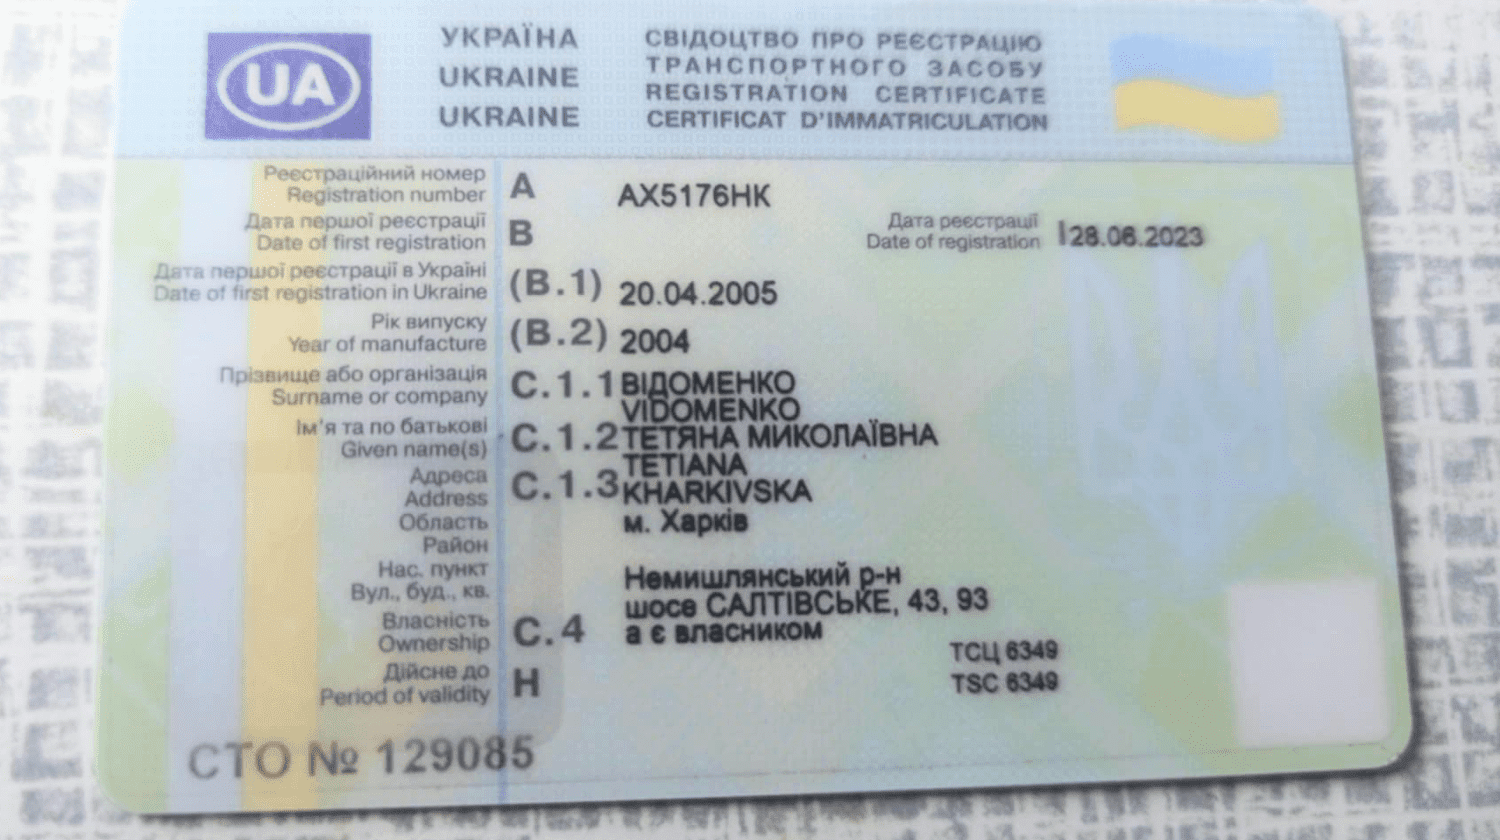 UA
УКРАЇНА
UKRAINE
UKRAINE
СВІДОЦТВО ПРО РЕЄСТРАЦІЮ
ТРАНСПОРТНОГО ЗАСОБУ
REGISTRATION CERTIFICATE
CERTIFICAT D'IMMATRICULATION
Реєстраційний номер
Registration number
A
AX5176HK
Дата першої реєстрації
Date of first registration
B
Дата реєстрації
Date of registration
28.06.2023
Дата першої реєстрації в Україні
Date of first registration in Ukraine
(B.1)
20.04.2005
Рік випуску
Year of manufacture
(B.2)
2004
Прізвище або організація
Surname or company
C.1.1
ВІДОМЕНКО
VIDOMENKO
Ім'я та по батькові
Given name(s)
C.1.2
ТЕТЯНА МИКОЛАЇВНА
TETIANA
Адреса
Address
C.1.3
KHARKIVSKA
Область
м. Харків
Район
Нас. пункт
Немишлянський р-н
Вул., буд., кв.
шосе САЛТІВСЬКЕ, 43, 93
Власність
Ownership
C.4
а є власником
Дійсне до
Period of validity
H
ТСЦ 6349
TSC 6349
СТО № 129085